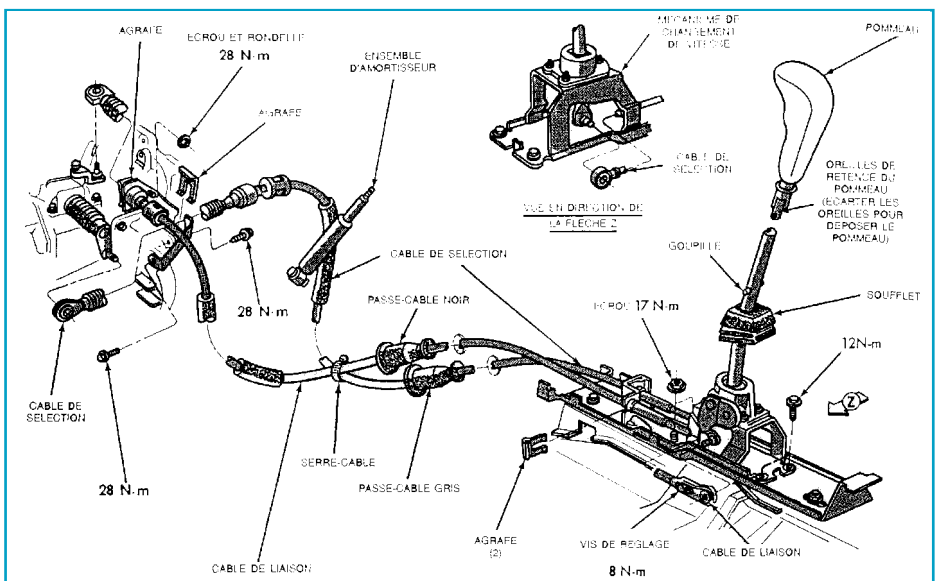 AGRAFE
ECROU ET RONDELLE
28 N·m
ENSEMBLE
D'AMORTISSEUR
AGRAFE
MECANISME DE
CHANGEMENT
DE VITESSE
POMMEAU
CABLE DE
SELECTION
VUE EN DIRECTION DE
LA FLECHE Z
OREILLES DE
RETENUE DU
POMMEAU
(ECARTER LES
OREILLES POUR
DEPOSER LE
POMMEAU)
GOUPILLE
CABLE DE SELECTION
PASSE-CABLE NOIR
ECROU 17 N-m
SOUFFLET
28 N-m
12N-m
Z
CABLE DE
SELECTION
SERRE-CABLE
28 N-m
PASSE-CABLE GRIS
AGRAFE
(2)
VIS DE REGLAGE
8 N-m
CABLE DE LIAISON
CABLE DE LIAISON